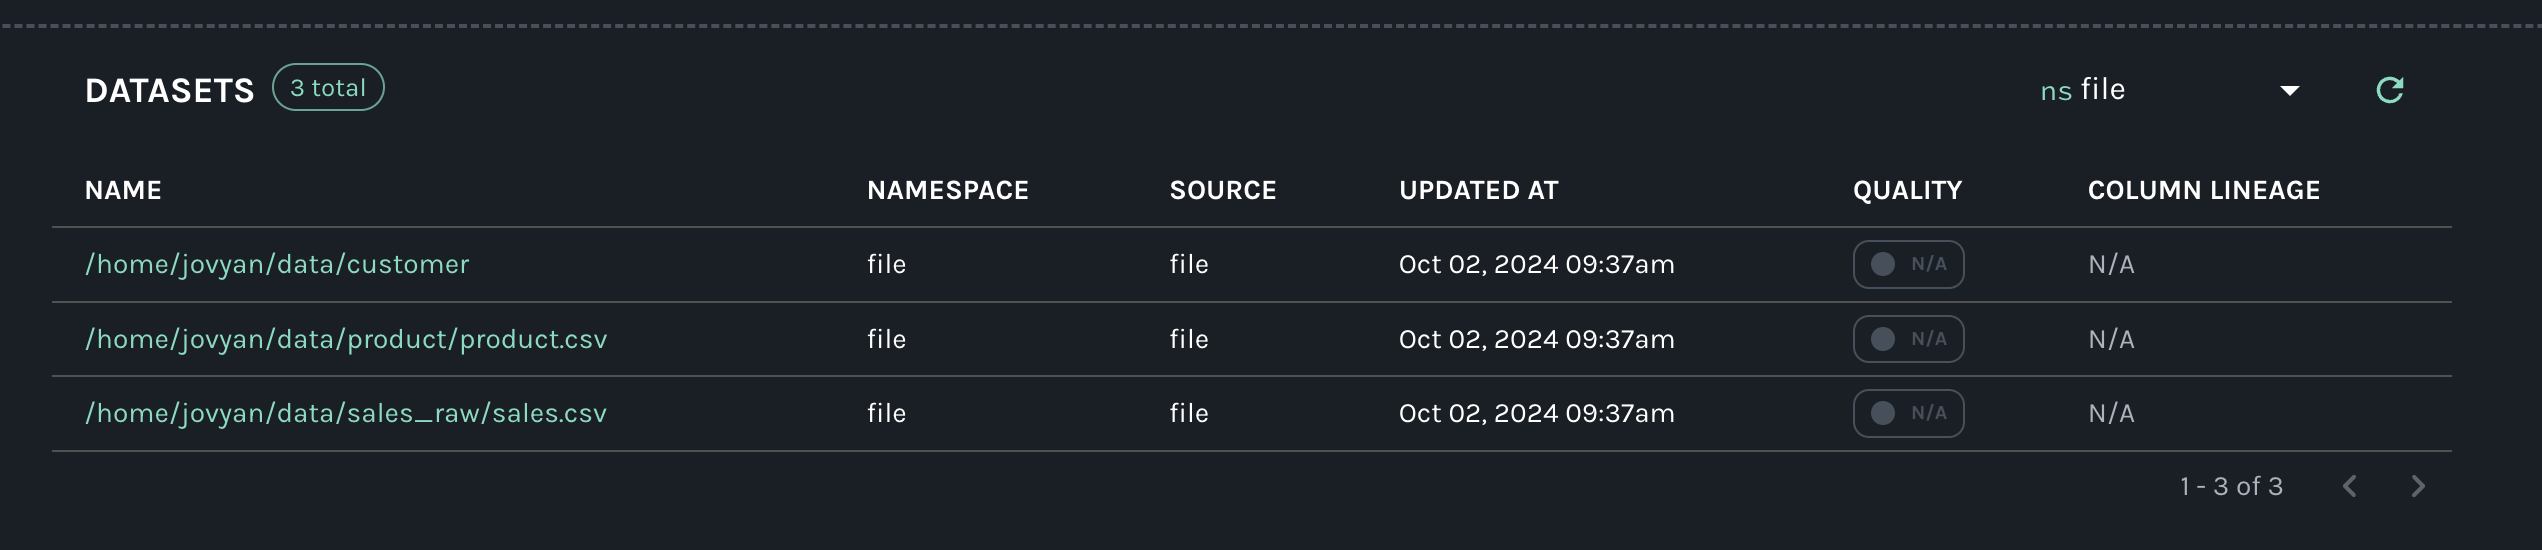 DATASETS 3 total ns file
NAME NAMESPACE SOURCE UPDATED AT QUALITY COLUMN LINEAGE
/home/jovyan/data/customer file file Oct 02, 2024 09:37am N/A N/A
/home/jovyan/data/product/product.csv file file Oct 02, 2024 09:37am N/A N/A
/home/jovyan/data/sales_raw/sales.csv file file Oct 02, 2024 09:37am N/A N/A
1 - 3 of 3